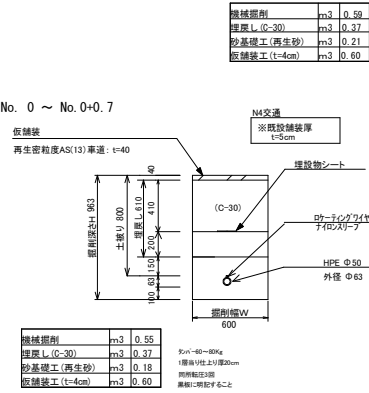 機械掘削 m3 0.59
埋戻し(C-30) m3 0.37
砂基礎工(再生砂) m3 0.21
仮舗装工(t=4cm) m3 0.60
No. 0 ～ No.0+0.7
仮舗装
再生密粒度AS(13)車道: t=40
N4交通
※既設舗装厚
t=5cm
埋設物シート
(C-30)
ロケーティングワイヤー
ナイロンスリーブ
HPE Φ50
外径 Φ63
掘削深さH 963
土被り 800
埋戻し 610
40
410
200
150
63
100
掘削幅W
600
機械掘削 m3 0.55
埋戻し(C-30) m3 0.37
砂基礎工(再生砂) m3 0.18
仮舗装工(t=4cm) m3 0.60
タンパー60～80Kg
1層当り仕上り厚20cm
同所転圧3回
黒板に明記すること